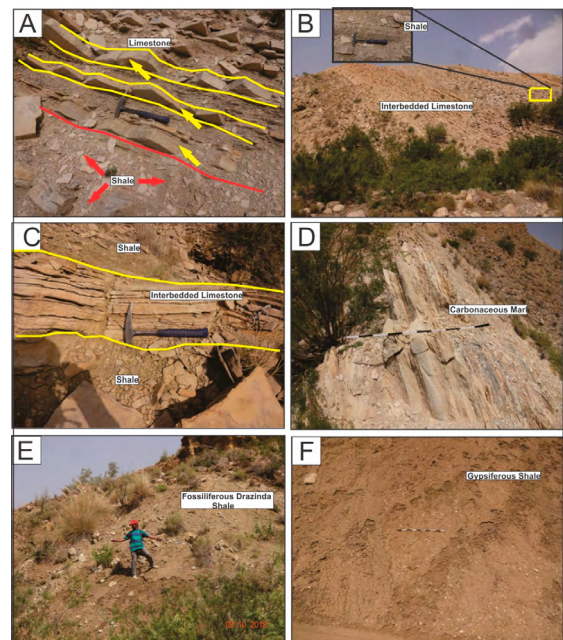 A
Limestone
Shale
B
Shale
Interbedded Limestone
C
Shale
Interbedded Limestone
Shale
D
Carbonaceous Marl
E
Fossiliferous Drazinda
Shale
F
Gypsiferous Shale